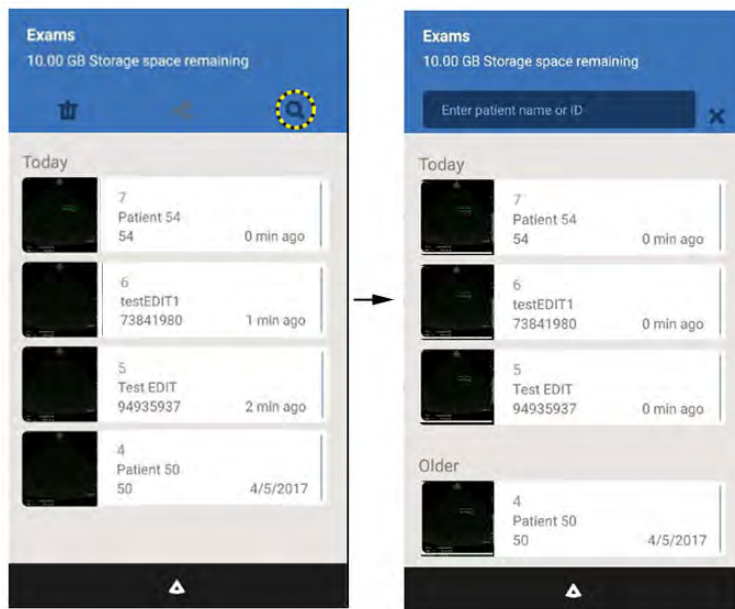 Exams
10.00 GB Storage space remaining
Today
7
Patient 54
54 0 min ago
6
testEDIT1
73841980 1 min ago
5
Test EDIT
94935937 2 min ago
4
Patient 50
50 4/5/2017
Exams
10.00 GB Storage space remaining
Enter patient name or ID
Today
7
Patient 54
54 0 min ago
6
testEDIT1
73841980 0 min ago
5
Test EDIT
94935937 0 min ago
Older
4
Patient 50
50 4/5/2017